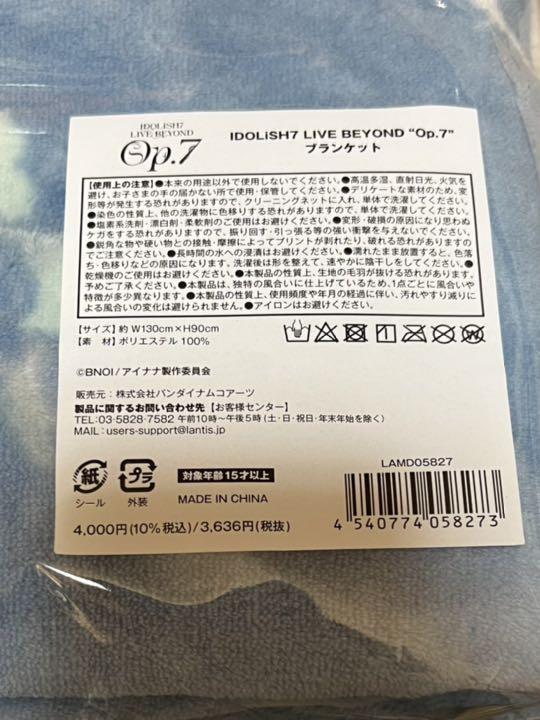 IDOLiSH7
LIVE BEYOND
Op.7
IDOLiSH7 LIVE BEYOND “Op.7”
ブランケット
【使用上の注意】●本来の用途以外で使用しないでください。●高温多湿、直射日光、火気を
避け、お子さまの手の届かない所で使用・保管してください。●デリケートな素材のため、変
形等が発生する恐れがありますので、クリーニングネットに入れ、単体で洗濯してください。
●染色の性質上、他の洗濯物に色移りする恐れがありますので、単体で洗濯してください。
●塩素系洗剤・漂白剤・柔軟剤のご使用はお避けください。●変形・破損の原因になり思わぬ
ケガをする恐れがありますので、振り回す・引っ張る等の強い衝撃を与えないでください。
●鋭角な物や硬い物との接触・摩擦によってプリントが剥れたり、破れる恐れがありますの
でご注意ください。●長時間の水への浸漬はお避けください。●濡れたまま放置すると、色落
ち・色移りなどの原因になります。洗濯後は形を整えて、速やかに陰干しをしてください。●
乾燥機のご使用はお避けください。●本製品の性質上、生地の毛羽が抜ける恐れがあります。
予めご了承ください。●本製品は、独特の風合いに仕上げているため、1点ごとに風合いや
特徴が多少異なります。●本製品の性質上、使用頻度や年月の経過に伴い、汚れやすり減りに
よる風合いの変化は避けられません。●アイロンはお避けください。
【サイズ】約 W130cm×H90cm
【素　材】ポリエステル 100%
©BNOI/アイナナ製作委員会
販売元：株式会社バンダイナムコアーツ
製品に関するお問い合わせ先【お客様センター】
TEL:03-5828-7582 午前10時〜午後5時(土・日・祝日・年末年始を除く)
MAIL:users-support@lantis.jp
LAMD05827
紙
シール
プラ
外装
対象年齢15才以上
MADE IN CHINA
4,000円(10%税込)/3,636円(税抜)
4 540774 058273